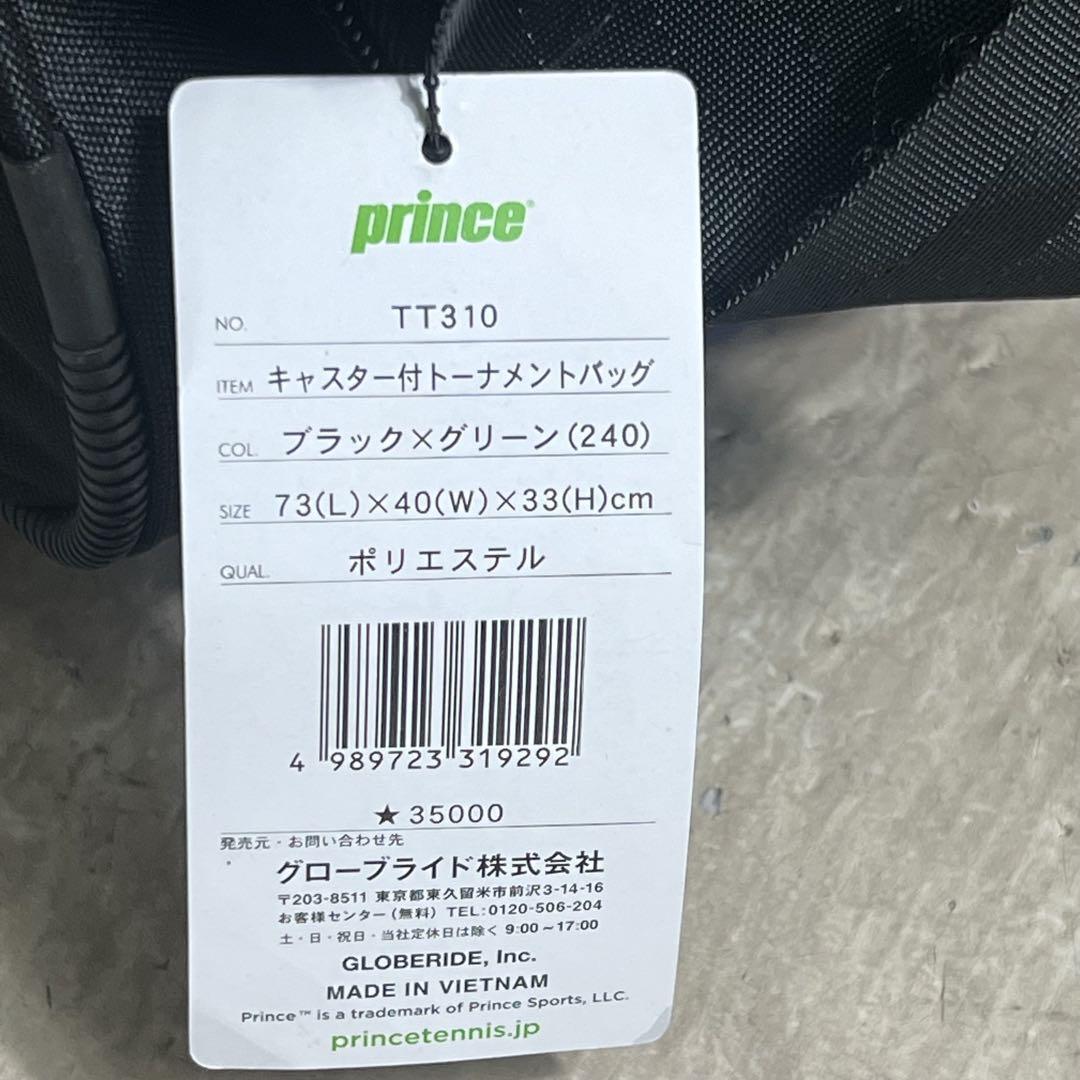 prince®
NO. TT310
ITEM キャスター付トーナメントバッグ
COL. ブラック×グリーン(240)
SIZE 73(L)×40(W)×33(H)cm
QUAL. ポリエステル
4 989723 319292
★35000
発売元・お問い合わせ先
グローブライド株式会社
〒203-8511 東京都東久留米市前沢3-14-16
お客様センター(無料) TEL:0120-506-204
土・日・祝日・当社定休日は除く 9:00~17:00
GLOBERIDE, Inc.
MADE IN VIETNAM
Prince™ is a trademark of Prince Sports, LLC.
princetennis.jp